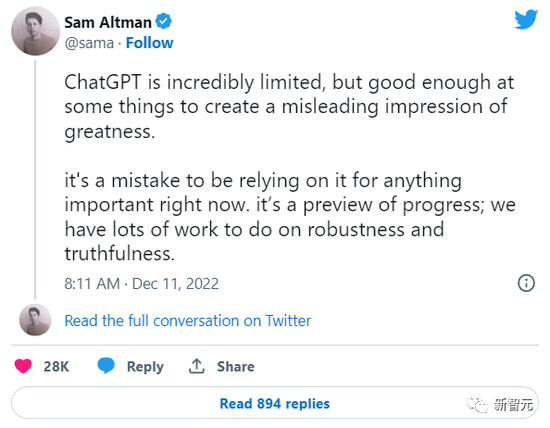 Sam Altman
@sama · Follow
ChatGPT is incredibly limited, but good enough at
some things to create a misleading impression of
greatness.
it's a mistake to be relying on it for anything
important right now. it’s a preview of progress; we
have lots of work to do on robustness and
truthfulness.
8:11 AM · Dec 11, 2022
Read the full conversation on Twitter
28K Reply Share
Read 894 replies
新智元